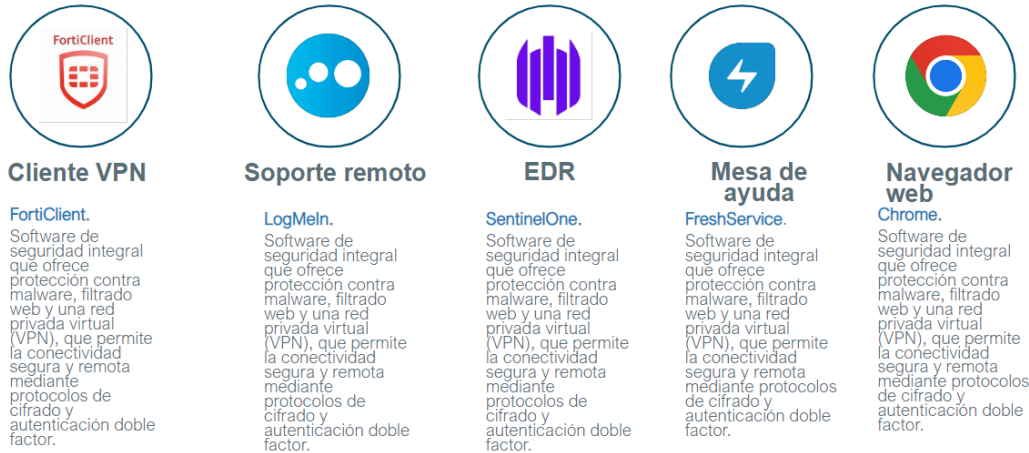 FortiClient
Cliente VPN
FortiClient.
Software de
seguridad integral
que ofrece
protección contra
malware, filtrado
web y una red
privada virtual
(VPN), que permite
la conectividad
segura y remota
mediante
protocolos de
cifrado y
autenticación doble
factor.
Soporte remoto
LogMeIn.
Software de
seguridad integral
que ofrece
protección contra
malware, filtrado
web y una red
privada virtual
(VPN), que permite
la conectividad
segura y remota
mediante
protocolos de
cifrado y
autenticación doble
factor.
EDR
SentinelOne.
Software de
seguridad integral
que ofrece
protección contra
malware, filtrado
web y una red
privada virtual
(VPN), que permite
la conectividad
segura y remota
mediante
protocolos de
cifrado y
autenticación doble
factor.
Mesa de
ayuda
FreshService.
Software de
seguridad integral
que ofrece
protección contra
malware, filtrado
web y una red
privada virtual
(VPN), que permite
la conectividad
segura y remota
mediante protocolos
de cifrado y
autenticación doble
factor.
Navegador
web
Chrome.
Software de
seguridad integral
que ofrece
protección contra
malware, filtrado
web y una red
privada virtual
(VPN), que permite
la conectividad
segura y remota
mediante protocolos
de cifrado y
autenticación doble
factor.